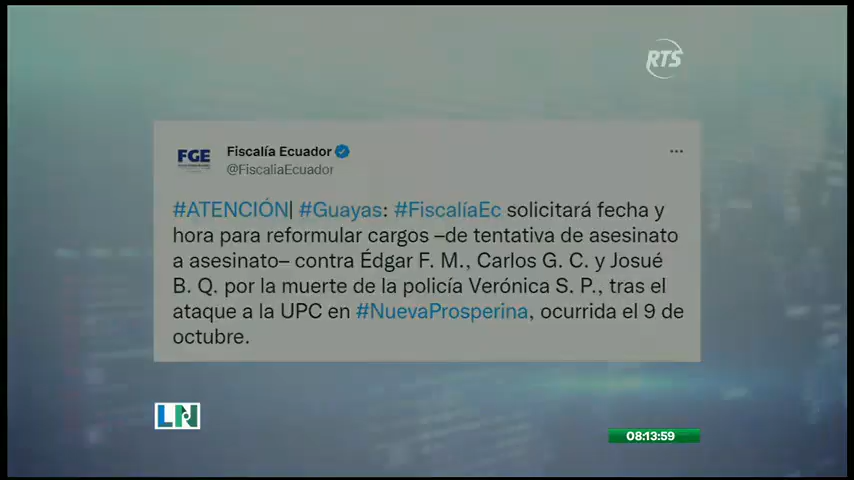 RTS
FGE
Fiscalía Ecuador
@FiscaliaEcuador
#ATENCIÓN| #Guayas: #FiscalíaEc solicitará fecha y
hora para reformular cargos –de tentativa de asesinato
a asesinato– contra Édgar F. M., Carlos G. C. y Josué
B. Q. por la muerte de la policía Verónica S. P., tras el
ataque a la UPC en #NuevaProsperina, ocurrida el 9 de
octubre.
LN
08:13:59